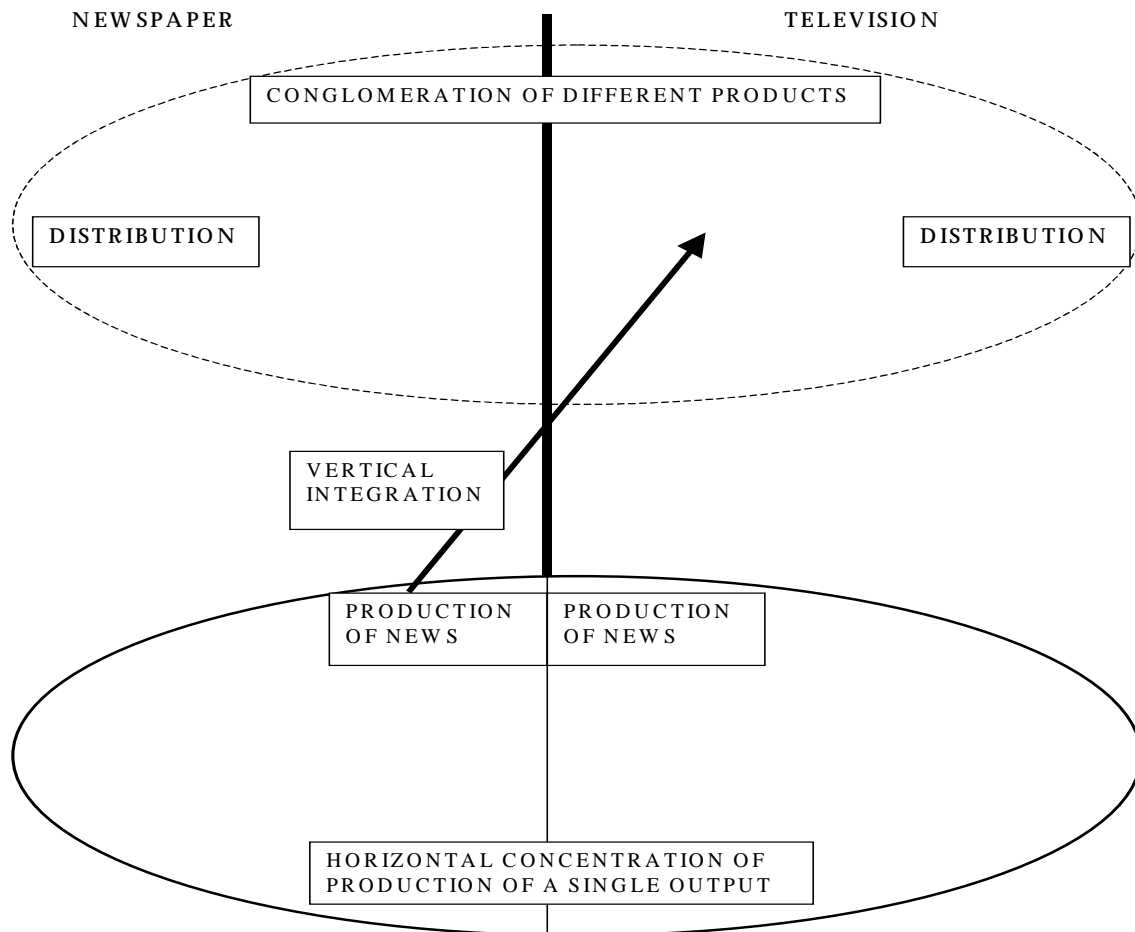 NEWSPAPER
TELEVISION
CONGLOMERATION OF DIFFERENT PRODUCTS
DISTRIBUTION
DISTRIBUTION
VERTICAL
INTEGRATION
PRODUCTION
OF NEWS
PRODUCTION
OF NEWS
HORIZONTAL CONCENTRATION OF
PRODUCTION OF A SINGLE OUTPUT